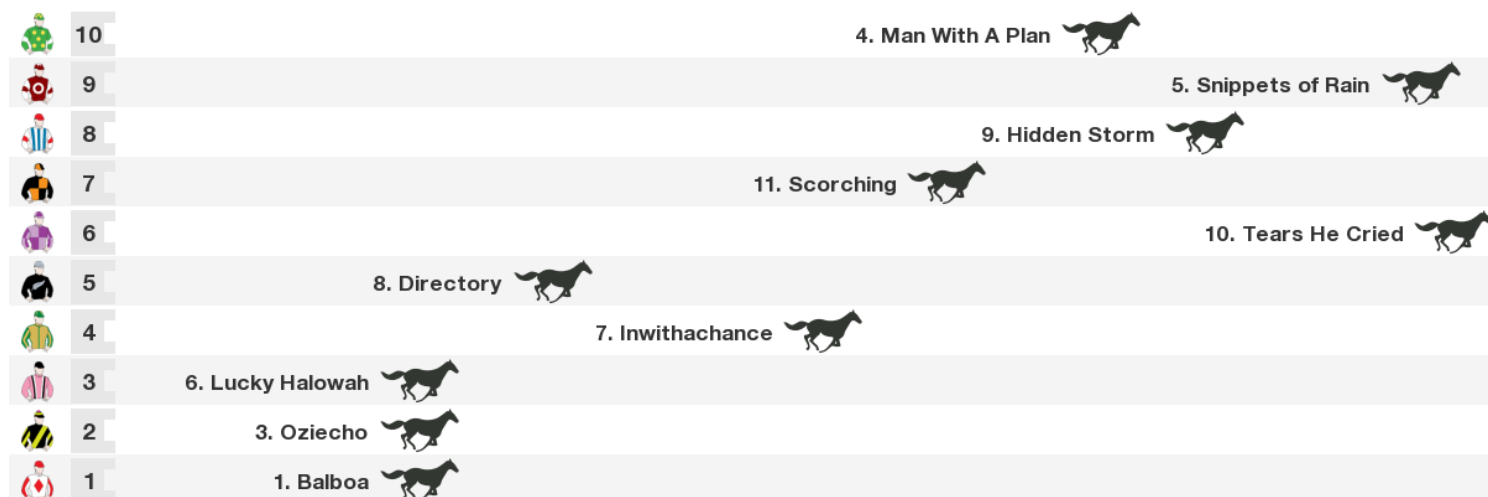 10 4. Man With A Plan
9 5. Snippets of Rain
8 9. Hidden Storm
7 11. Scorching
6 10. Tears He Cried
5 8. Directory
4 7. Inwithachance
3 6. Lucky Halowah
2 3. Oziecho
1 1. Balboa